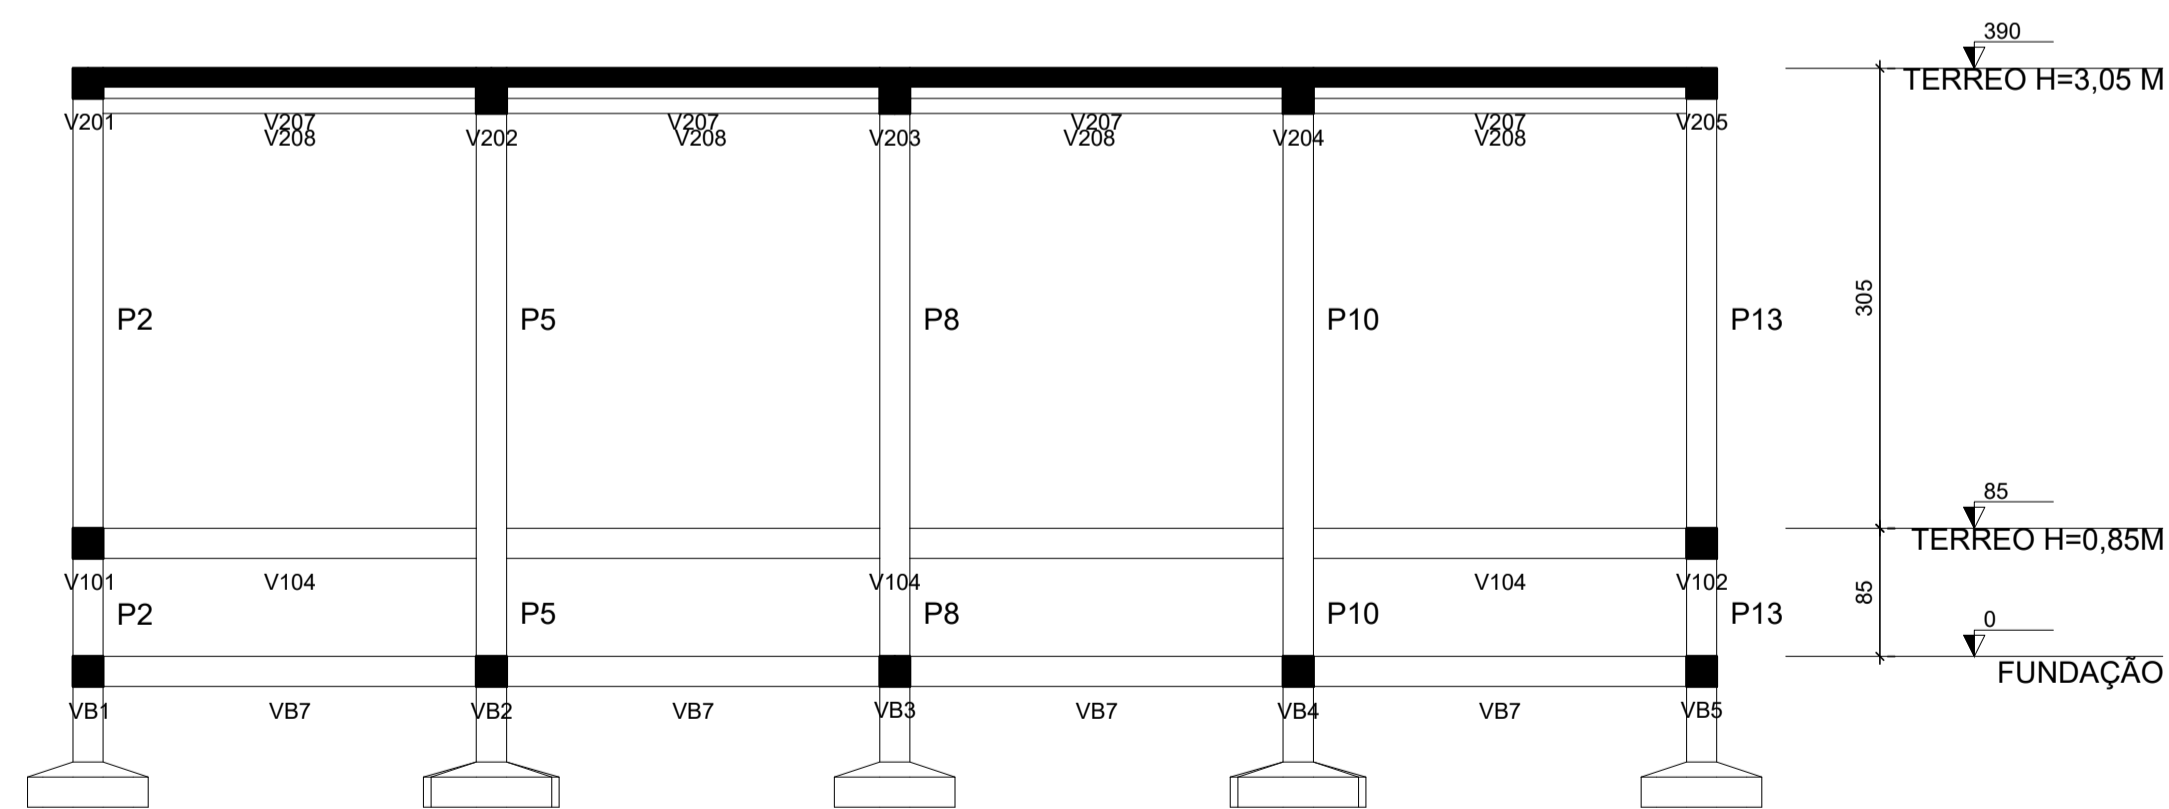 390
TERREO H=3,05 M
V201
V207
V208
V202
V207
V208
V203
V207
V208
V204
V207
V208
V205
305
P2
P5
P8
P10
P13
85
TERREO H=0,85M
V101
V104
V104
V104
V102
85
P2
P5
P8
P10
P13
0
FUNDAÇÃO
VB1
VB7
VB2
VB7
VB3
VB7
VB4
VB7
VB5